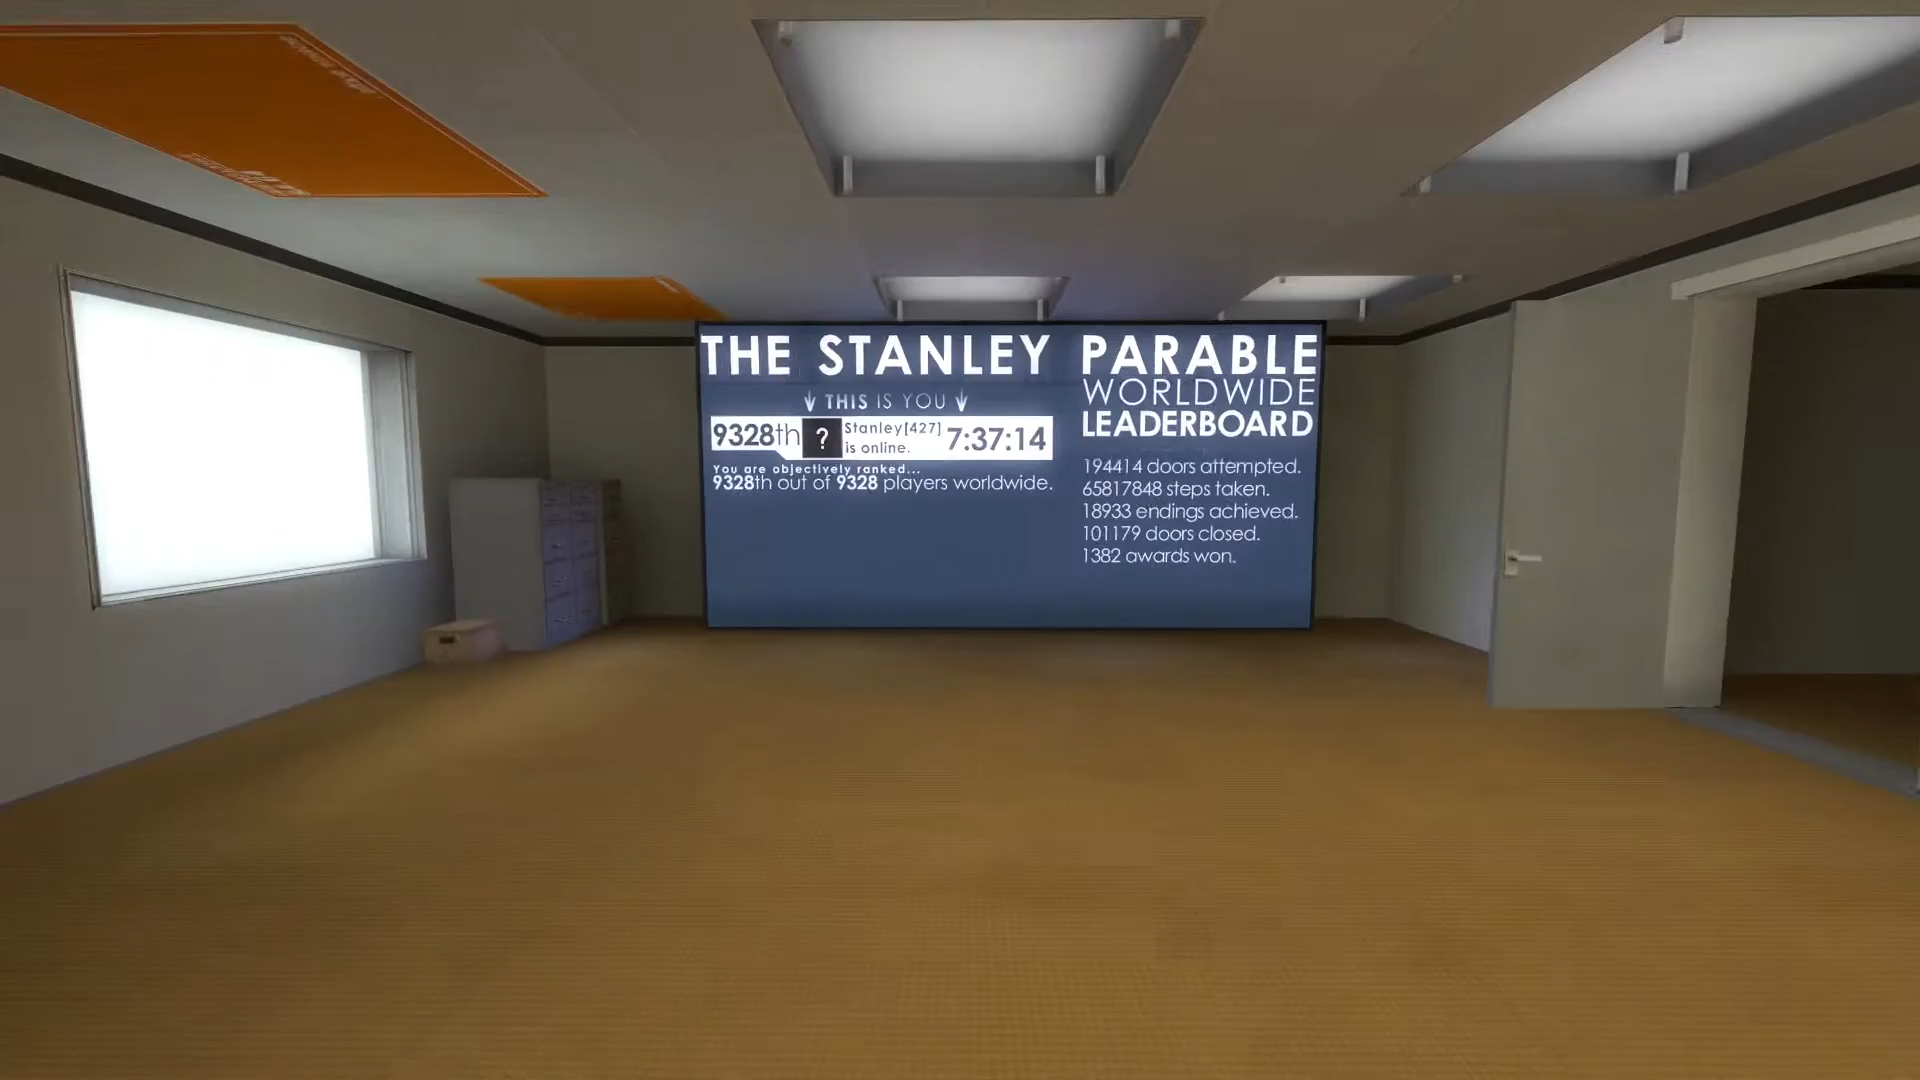 THE STANLEY PARABLE
WORLDWIDE
LEADERBOARD
THIS IS YOU
9328th ? Stanley[427] is online. 7:37:14
You are objectively ranked...
9328th out of 9328 players worldwide.
194414 doors attempted.
65817848 steps taken.
18933 endings achieved.
101179 doors closed.
1382 awards won.